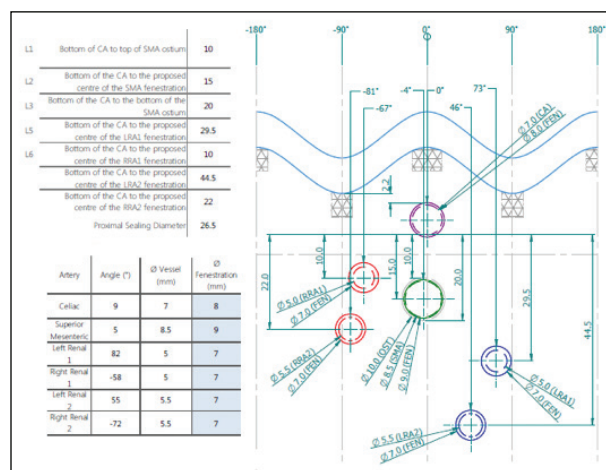 L1 Bottom of CA to top of SMA ostium 10
L2 Bottom of the CA to the proposed
centre of the SMA fenestration 15
L3 Bottom of the CA to the bottom of the
SMA ostium 20
L5 Bottom of the CA to the proposed
centre of the LRA1 fenestration 29.5
L6 Bottom of the CA to the proposed
centre of the RRA1 fenestration 10
Bottom of the CA to the proposed
centre of the LRA2 fenestration 44.5
Bottom of the CA to the proposed
centre of the RRA2 fenestration 22
Proximal Sealing Diameter 26.5
Artery Angle (°) Ø Vessel (mm) Ø Fenestration (mm)
Celiac 9 7 8
Superior Mesenteric 5 8.5 9
Left Renal 1 82 5 7
Right Renal 1 -58 5 7
Left Renal 2 55 5.5 7
Right Renal 2 -72 5.5 7
-180° -90° 0° 90° 180°
-81° -4° 0° 73°
-67° 46°
Ø7.0 (CA)
Ø8.0 (FEN)
2.2
10.0
15.0
10.0
20.0
22.0
29.5
44.5
Ø5.0 (RRA1)
Ø7.0 (FEN)
Ø5.5 (RRA2)
Ø7.0 (FEN)
Ø10.0 (OST)
Ø8.5 (SMA)
Ø9.0 (FEN)
Ø5.0 (LRA1)
Ø7.0 (FEN)
Ø5.5 (LRA2)
Ø7.0 (FEN)